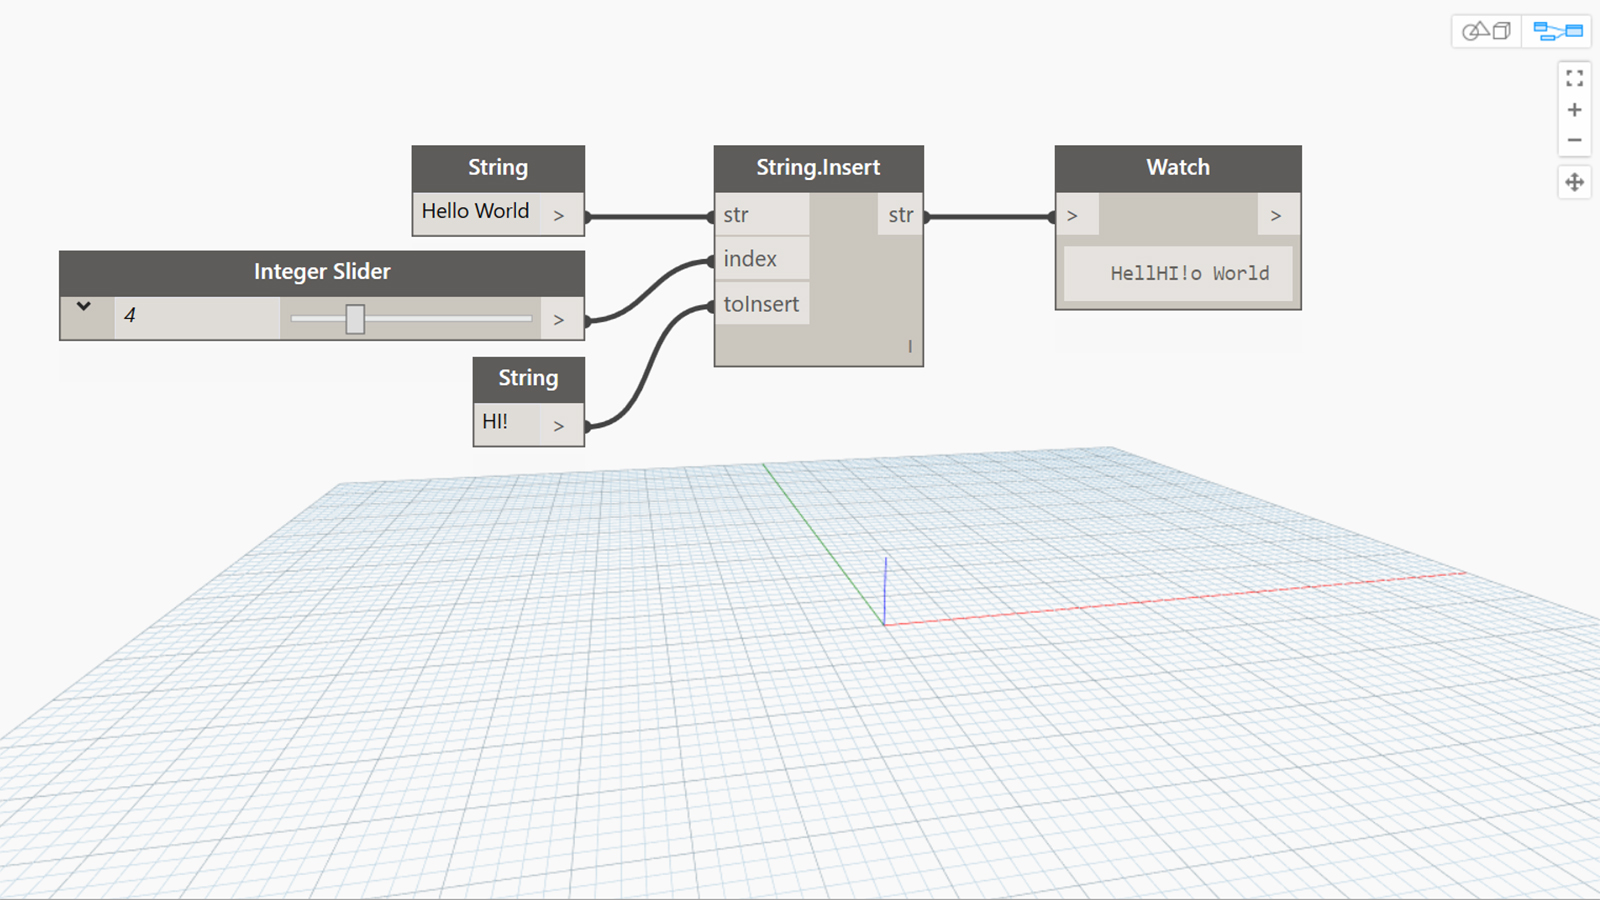 String
Hello World >
Integer Slider
4 >
String
HI! >
String.Insert
str str
index
toInsert
I
Watch
> >
HellHI!o World